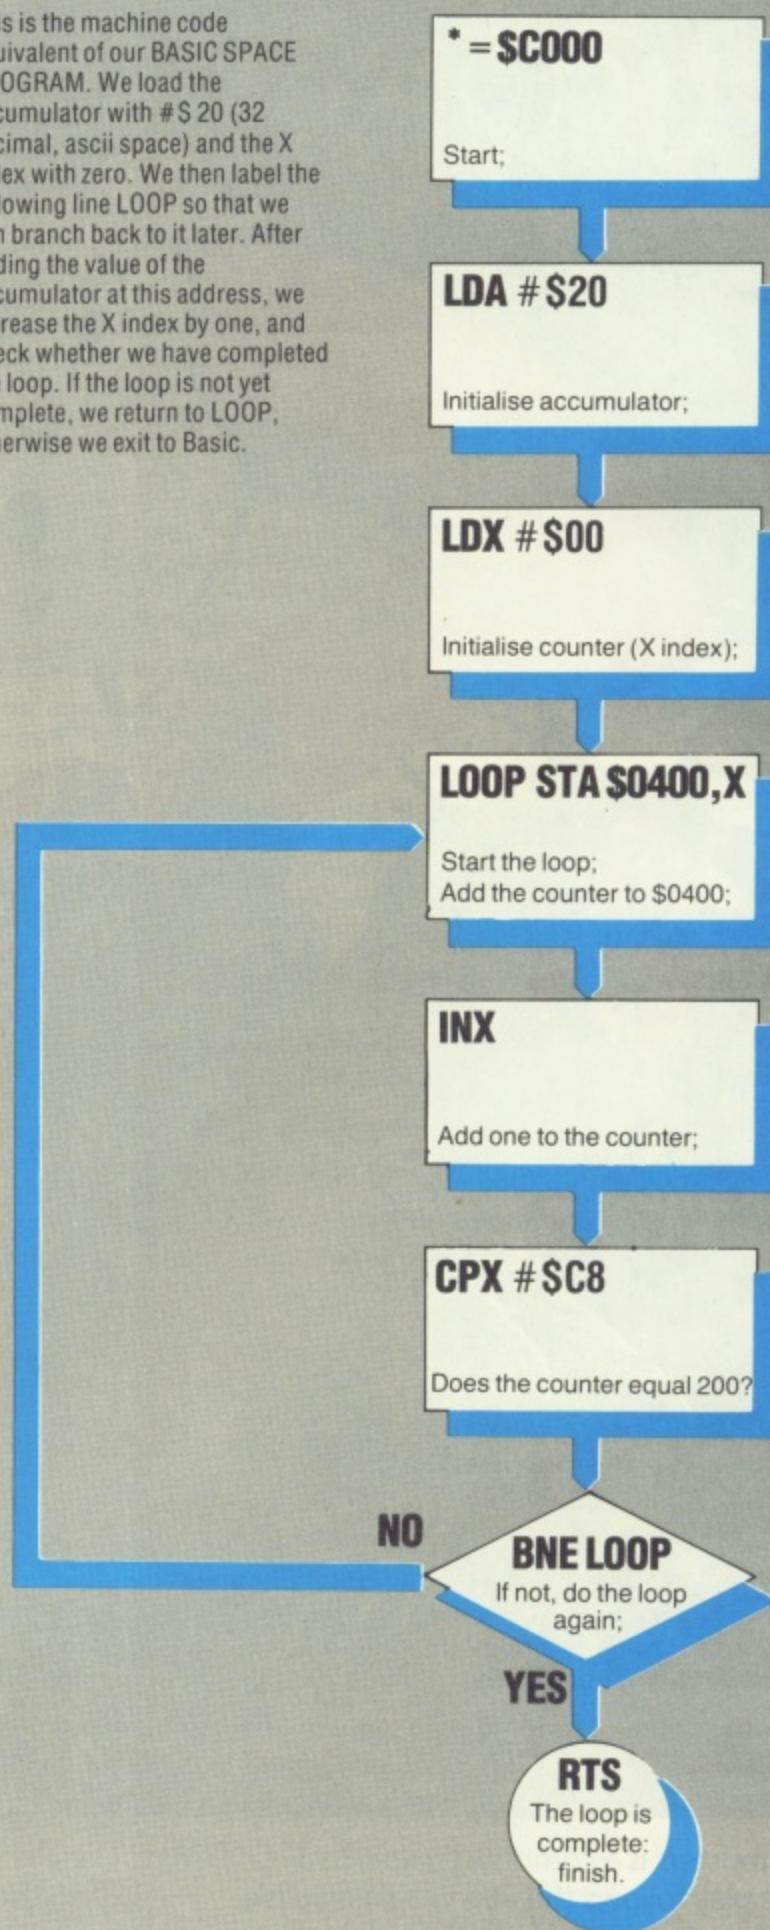 is is the machine code
uivalent of our BASIC SPACE
OGRAM. We load the
cumulator with #$ 20 (32
cimal, ascii space) and the X
ex with zero. We then label the
lowing line LOOP so that we
n branch back to it later. After
ding the value of the
cumulator at this address, we
rease the X index by one, and
eck whether we have completed
e loop. If the loop is not yet
mplete, we return to LOOP,
erwise we exit to Basic.
* = $C000
Start;
LDA #$20
Initialise accumulator;
LDX #$00
Initialise counter (X index);
LOOP STA $0400,X
Start the loop;
Add the counter to $0400;
INX
Add one to the counter;
CPX #$C8
Does the counter equal 200?
NO
BNE LOOP
If not, do the loop
again;
YES
RTS
The loop is
complete:
finish.